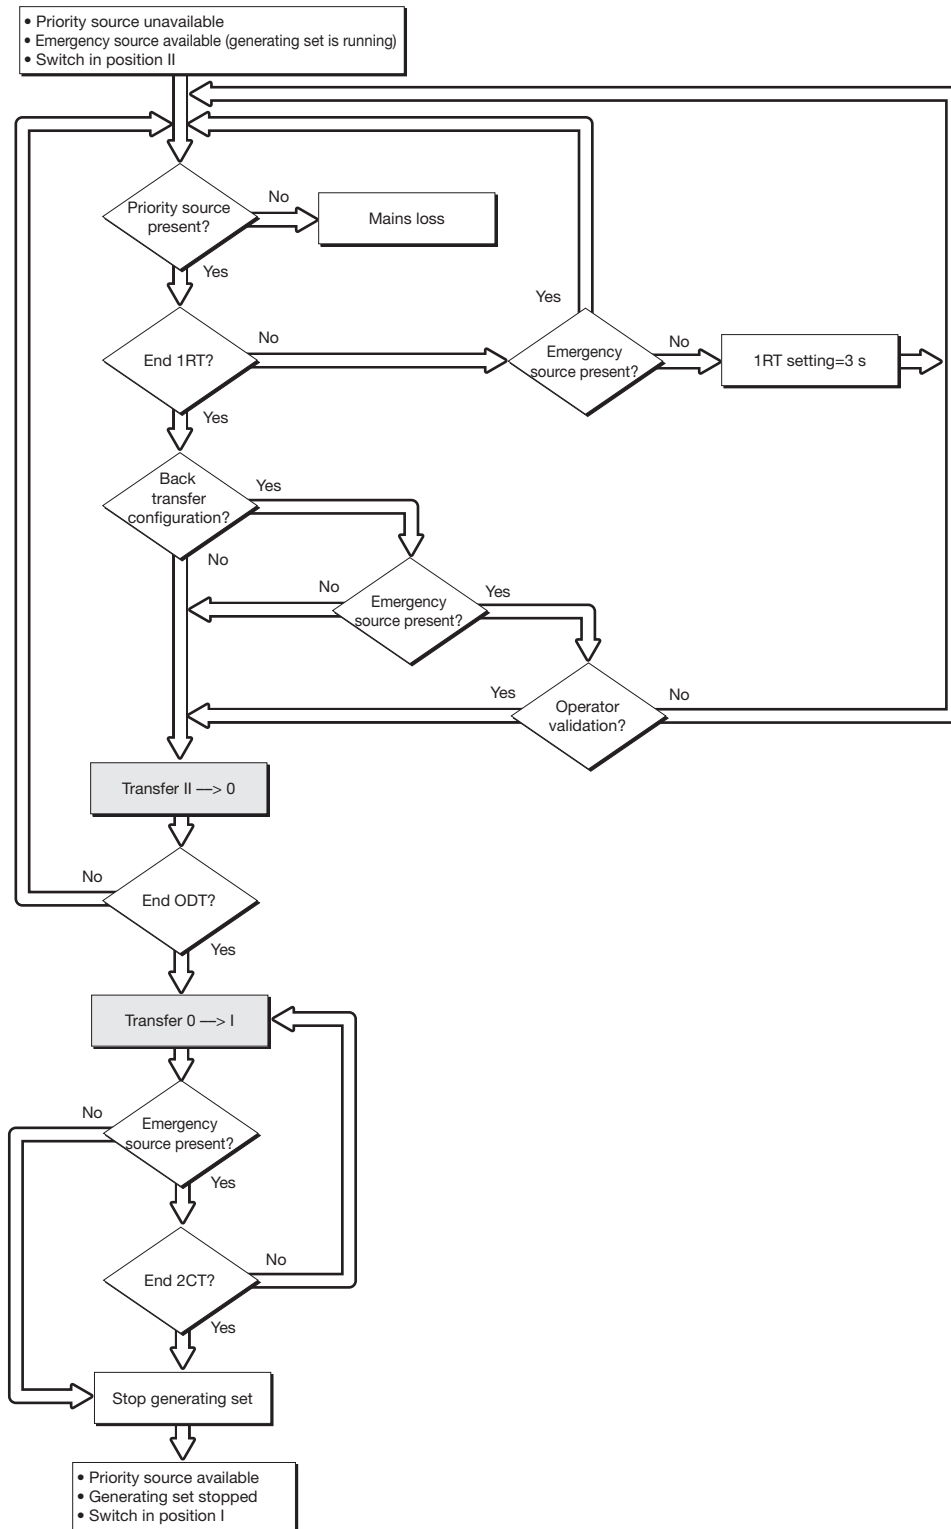 • Priority source unavailable
• Emergency source available (generating set is running)
• Switch in position II
Priority source
present?
No
Mains loss
Yes
End 1RT?
No
Yes
Emergency
source present?
No
1RT setting=3 s
Yes
Back
transfer
configuration?
Yes
No
No
Emergency
source present?
Yes
Yes
Operator
validation?
No
Transfer II —> 0
No
End ODT?
Yes
Transfer 0 —> I
No
Emergency
source present?
Yes
End 2CT?
No
Yes
Stop generating set
• Priority source available
• Generating set stopped
• Switch in position I